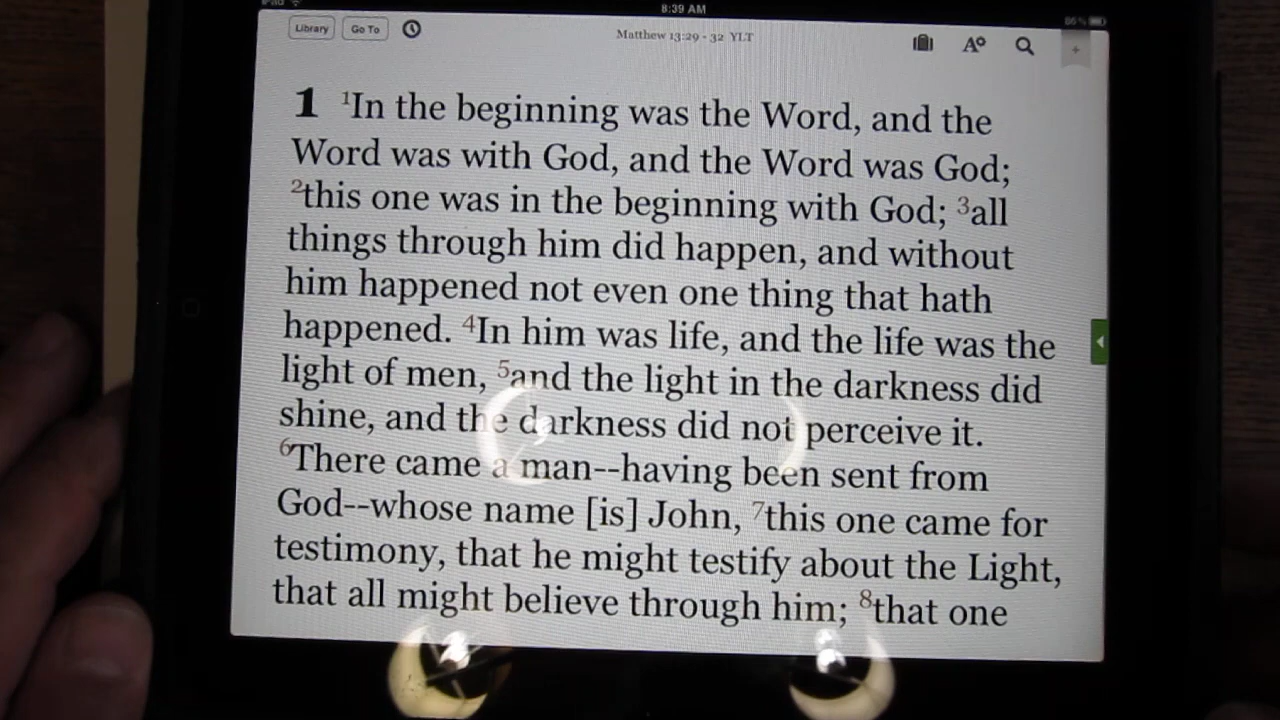 iPad 8:39 AM 86%
Library Go To Matthew 13:29 - 32 YLT A
1 1In the beginning was the Word, and the
Word was with God, and the Word was God;
2this one was in the beginning with God; 3all
things through him did happen, and without
him happened not even one thing that hath
happened. 4In him was life, and the life was the
light of men, 5and the light in the darkness did
shine, and the darkness did not perceive it.
6There came a man--having been sent from
God--whose name [is] John, 7this one came for
testimony, that he might testify about the Light,
that all might believe through him; 8that one